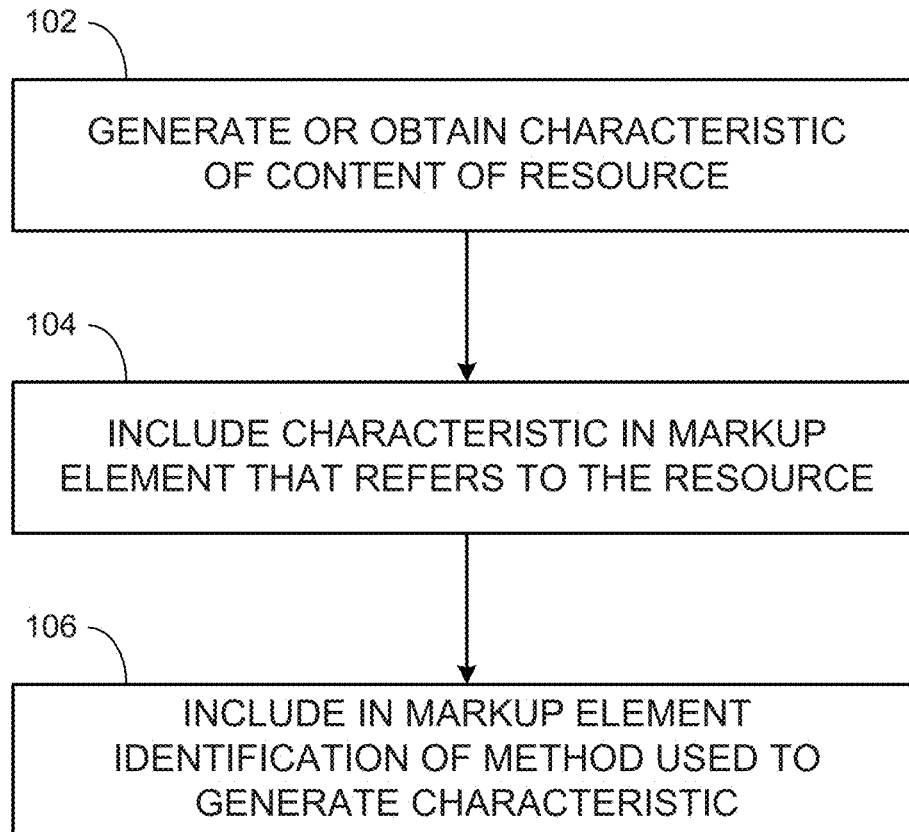 102
GENERATE OR OBTAIN CHARACTERISTIC
OF CONTENT OF RESOURCE
104
INCLUDE CHARACTERISTIC IN MARKUP
ELEMENT THAT REFERS TO THE RESOURCE
106
INCLUDE IN MARKUP ELEMENT
IDENTIFICATION OF METHOD USED TO
GENERATE CHARACTERISTIC